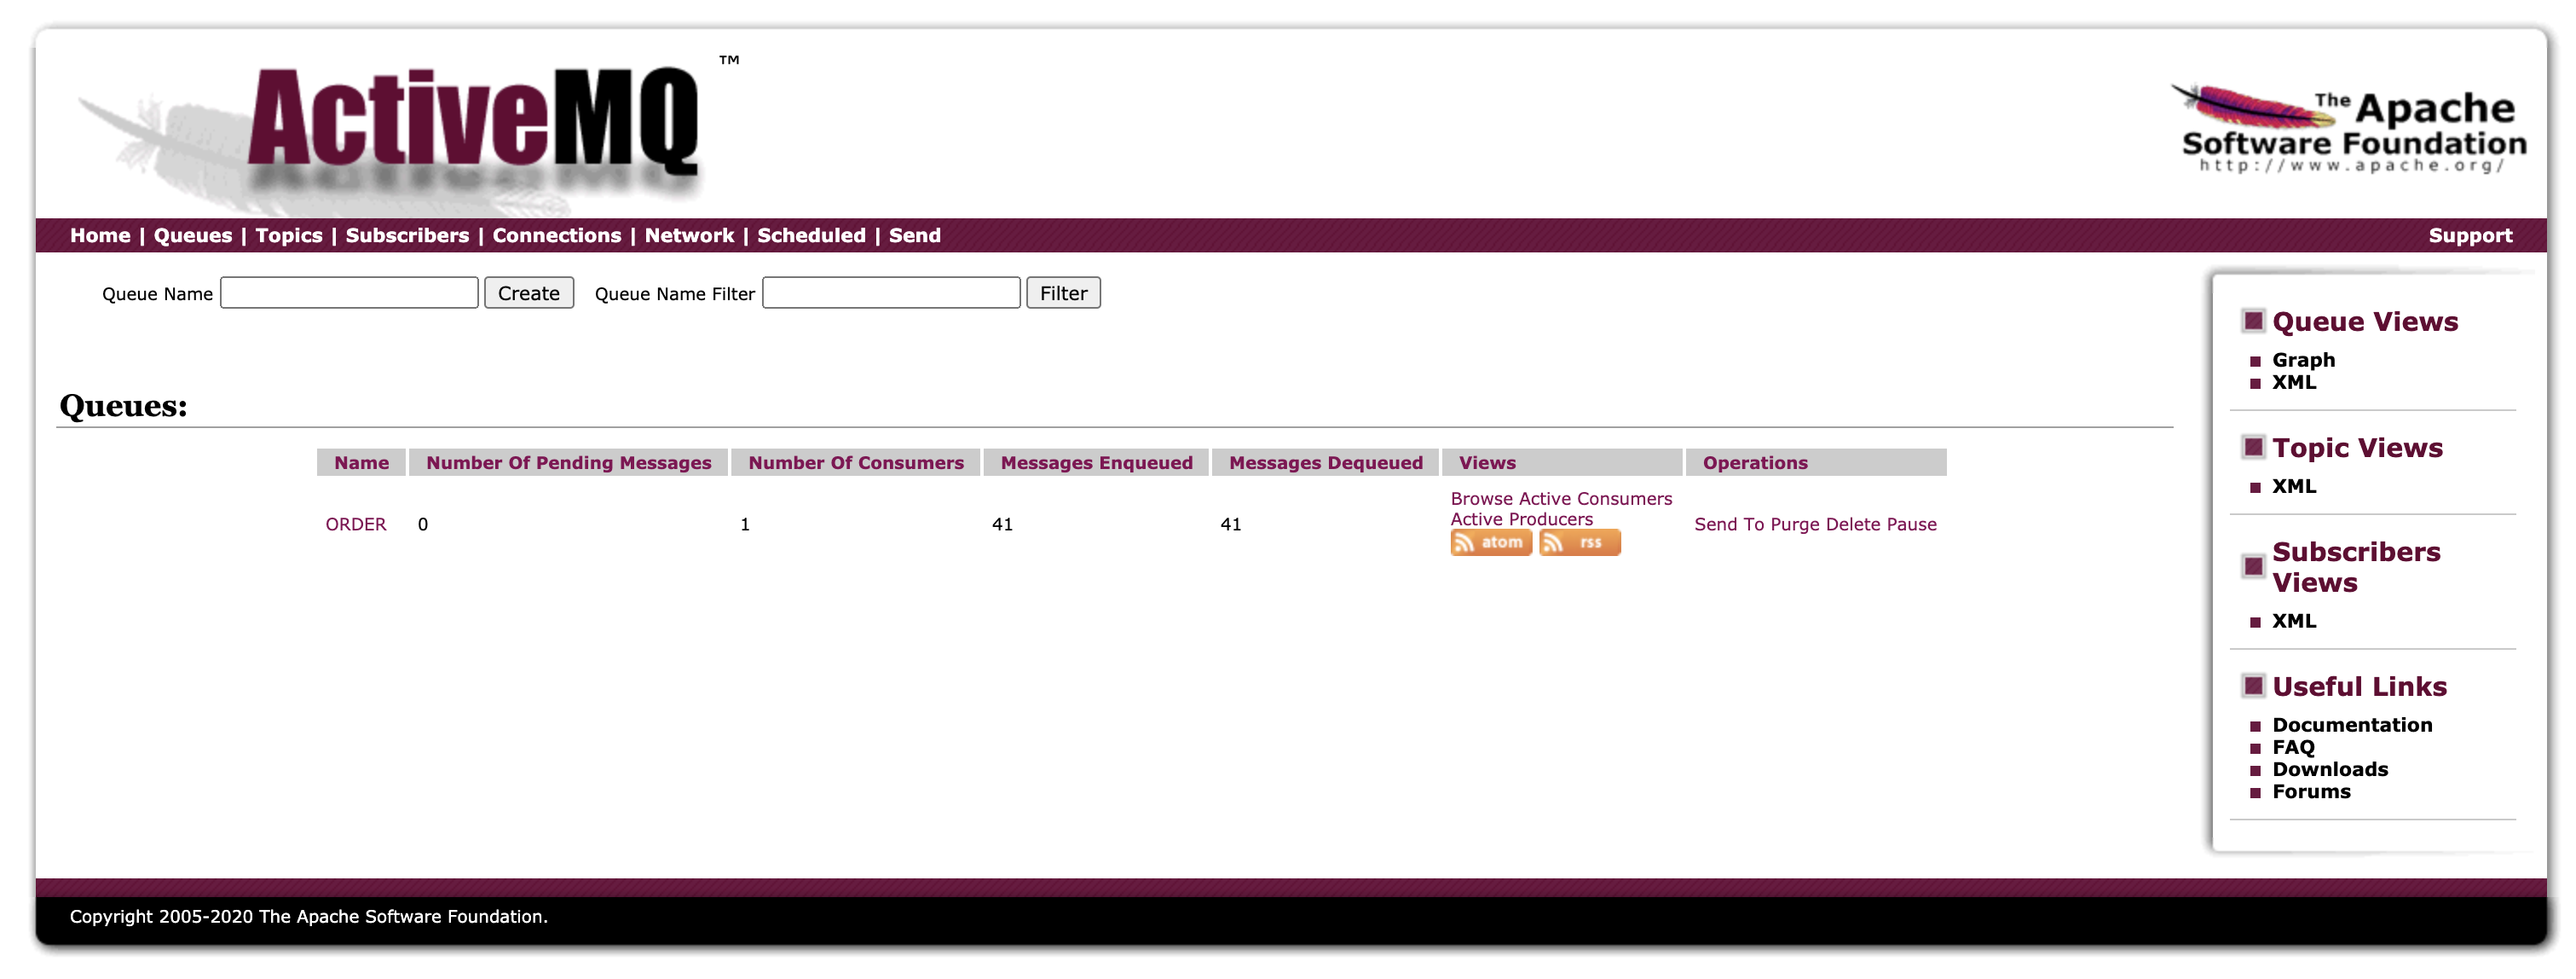 ActiveMQ ™
The Apache
Software Foundation
http://www.apache.org/
Home | Queues | Topics | Subscribers | Connections | Network | Scheduled | Send
Support
Queue Name Create Queue Name Filter Filter
Queues:
Name Number Of Pending Messages Number Of Consumers Messages Enqueued Messages Dequeued Views Operations
ORDER 0 1 41 41 Browse Active Consumers
Active Producers
atom rss
Send To Purge Delete Pause
Queue Views
Graph
XML
Topic Views
XML
Subscribers
Views
XML
Useful Links
Documentation
FAQ
Downloads
Forums
Copyright 2005-2020 The Apache Software Foundation.